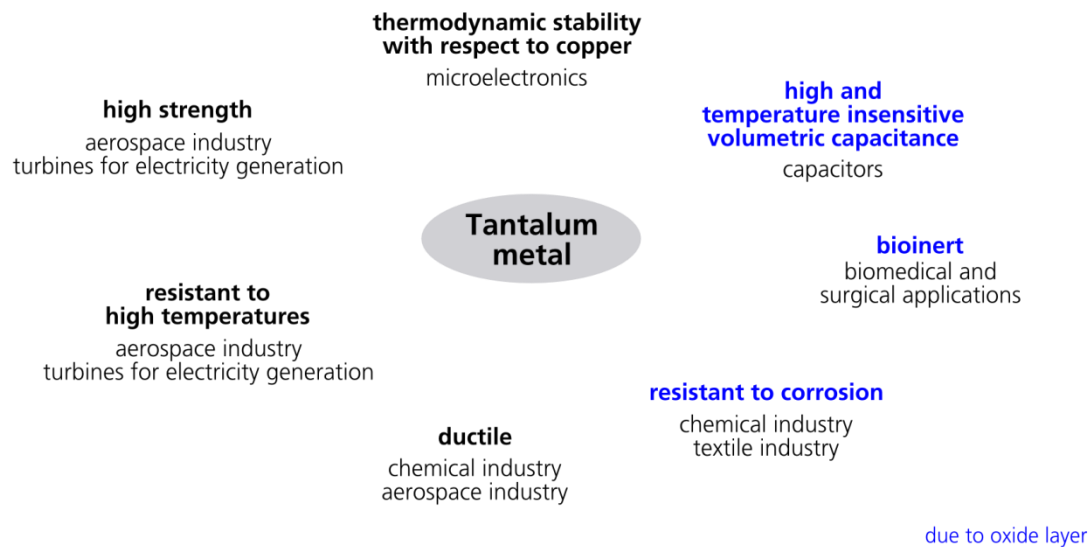 thermodynamic stability
with respect to copper
microelectronics
high and
temperature insensitive
volumetric capacitance
capacitors
high strength
aerospace industry
turbines for electricity generation
Tantalum
metal
bioinert
biomedical and
surgical applications
resistant to
high temperatures
aerospace industry
turbines for electricity generation
resistant to corrosion
chemical industry
textile industry
ductile
chemical industry
aerospace industry
due to oxide layer